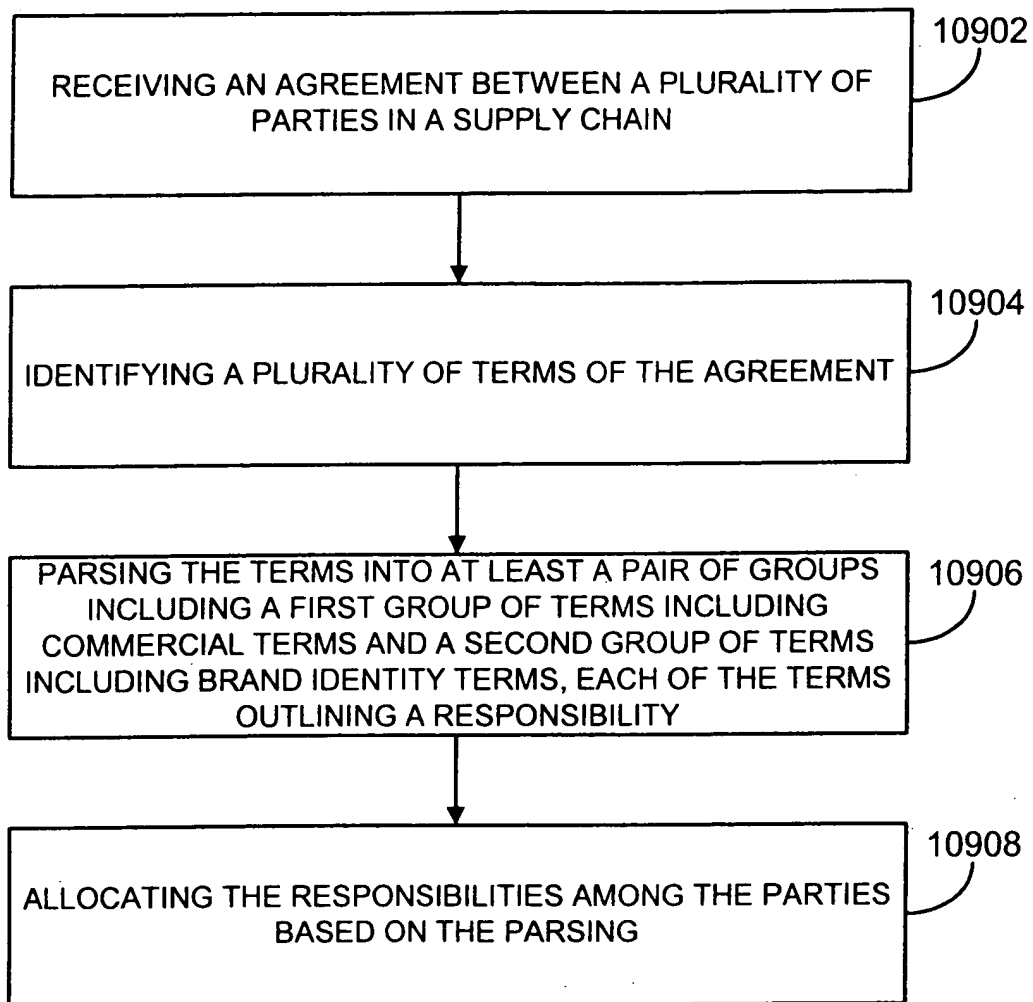 10902
RECEIVING AN AGREEMENT BETWEEN A PLURALITY OF
PARTIES IN A SUPPLY CHAIN
10904
IDENTIFYING A PLURALITY OF TERMS OF THE AGREEMENT
10906
PARSING THE TERMS INTO AT LEAST A PAIR OF GROUPS
INCLUDING A FIRST GROUP OF TERMS INCLUDING
COMMERCIAL TERMS AND A SECOND GROUP OF TERMS
INCLUDING BRAND IDENTITY TERMS, EACH OF THE TERMS
OUTLINING A RESPONSIBILITY
10908
ALLOCATING THE RESPONSIBILITIES AMONG THE PARTIES
BASED ON THE PARSING